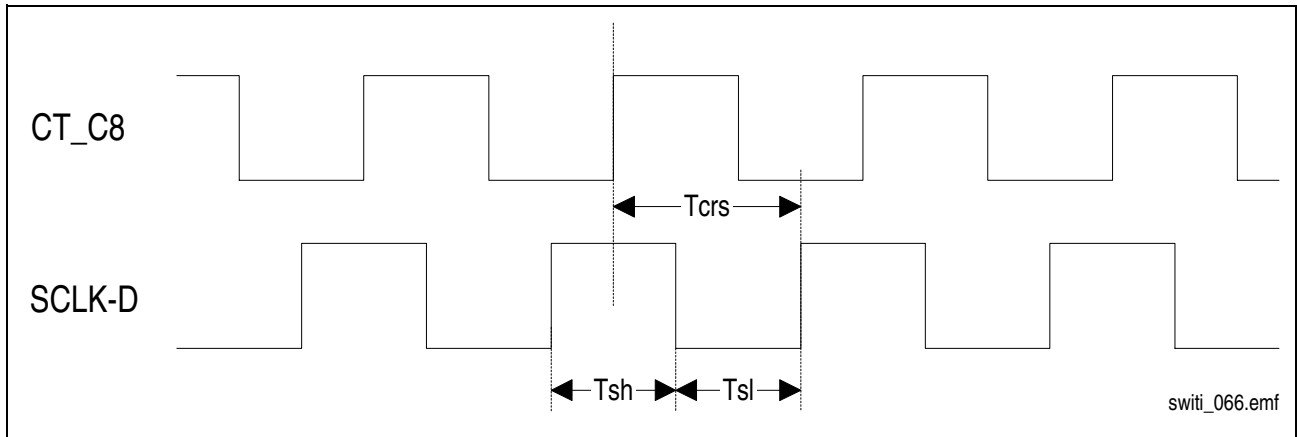 CT_C8
Tcrs
SCLK-D
Tsh
Tsl
switi_066.emf